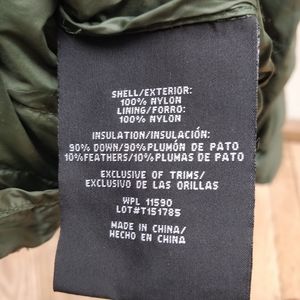 SHELL/EXTERIOR:
100% NYLON
LINING/FORRO:
100% NYLON
INSULATION/INSULACIÓN:
90% DOWN/90% PLUMÓN DE PATO
10%FEATHERS/10% PLUMAS DE PATO
EXCLUSIVE OF TRIMS/
EXCLUSIVO DE LAS ORILLAS
WPL 11590
LOT#T151785
MADE IN CHINA/
HECHO EN CHINA